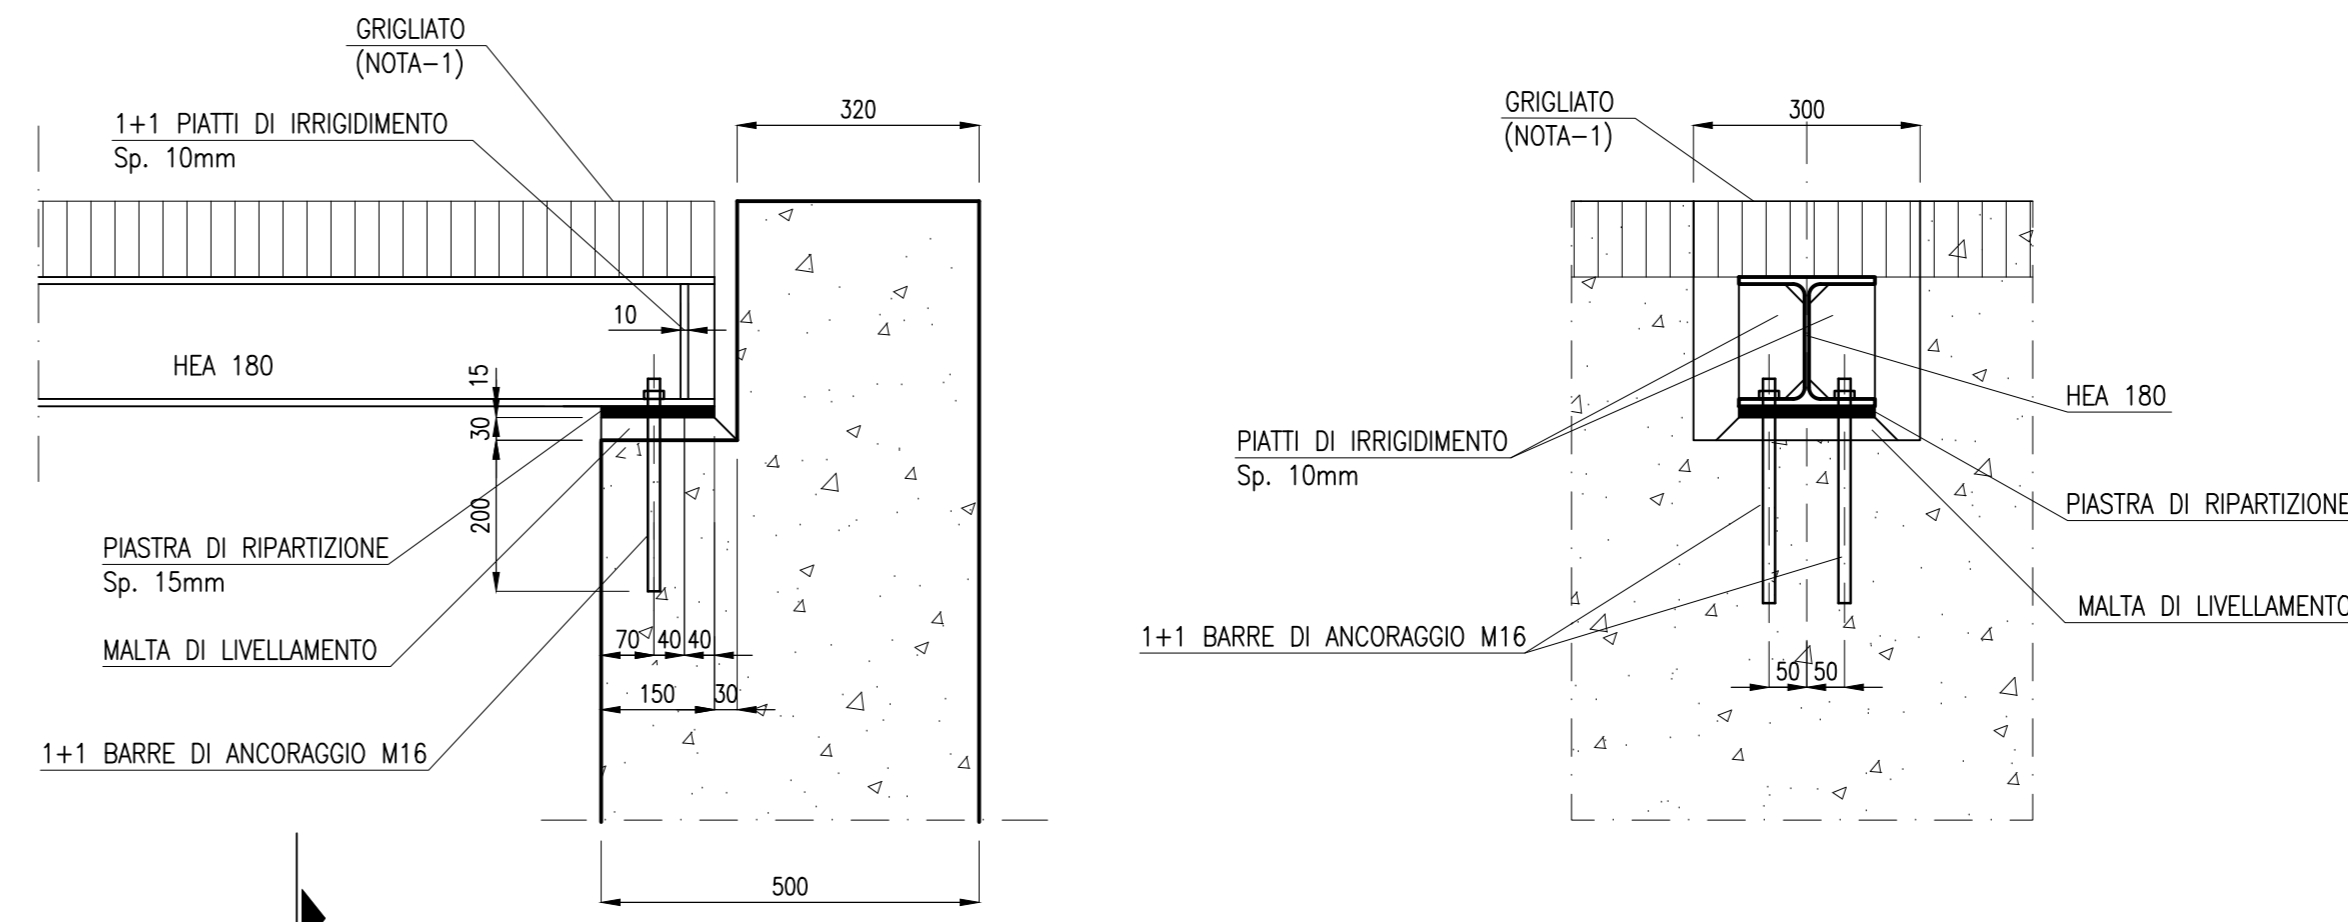 GRIGLIATO
(NOTA-1)
1+1 PIATTI DI IRRIGIDIMENTO
Sp. 10mm
320
10
HEA 180
15
30
200
PIASTRA DI RIPARTIZIONE
Sp. 15mm
MALTA DI LIVELLAMENTO
70 40 40
150 30
1+1 BARRE DI ANCORAGGIO M16
500
GRIGLIATO
(NOTA-1)
300
HEA 180
PIATTI DI IRRIGIDIMENTO
Sp. 10mm
PIASTRA DI RIPARTIZIONE
MALTA DI LIVELLAMENTO
1+1 BARRE DI ANCORAGGIO M16
50 50